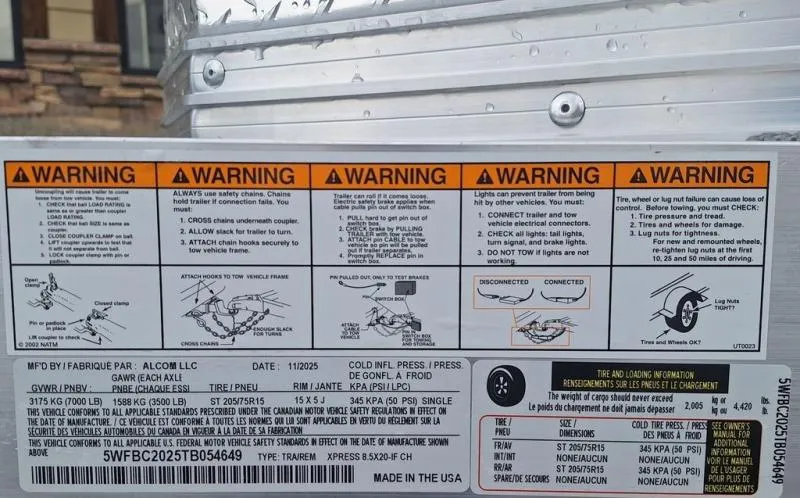 WARNING
Uncoupling will cause trailer to come
loose from tow vehicle. You must:
1. CHECK that ball LOAD RATING is
same as or greater than coupler
LOAD RATING.
2. CHECK that ball SIZE is same as
coupler.
3. CLOSE COUPLER CLAMP on ball.
4. LIFT coupler upwards to test that
it will not separate from ball.
5. LOCK coupler clamp with pin or
padlock.
Open clamp
Closed clamp
Pin or padlock
in place
Lift coupler to check
© 2002 NATM
WARNING
ALWAYS use safety chains. Chains
hold trailer if connection fails. You
must:
1. CROSS chains underneath coupler.
2. ALLOW slack for trailer to turn.
3. ATTACH chain hooks securely to
tow vehicle frame.
ATTACH HOOKS TO TOW VEHICLE FRAME
ENOUGH SLACK
FOR TURNS
CROSS CHAINS
WARNING
Trailer can roll if it comes loose.
Electric safety brake applies when
cable pulls pin out of switch box.
1. PULL hard to get pin out of
switch box.
2. CHECK brake by PULLING
TRAILER with tow vehicle.
3. ATTACH pin CABLE to tow
vehicle so pin will be pulled
out if trailer separates.
4. Promptly REPLACE pin in
switch box.
PIN PULLED OUT, ONLY TO TEST BRAKES
PIN
SWITCH BOX
ATTACH
CABLE
TO TOW
VEHICLE
PIN IN
SWITCH BOX
FOR TOWING
AND STORAGE
WARNING
Lights can prevent trailer from being
hit by other vehicles. You must:
1. CONNECT trailer and tow
vehicle electrical connectors.
2. CHECK all lights: tail lights,
turn signal, and brake lights.
3. DO NOT TOW if lights are not
working.
DISCONNECTED
CONNECTED
WARNING
Tire, wheel or lug nut failure can cause loss of
control. Before towing, you must CHECK:
1. Tire pressure and tread.
2. Tires and wheels for damage.
3. Lug nuts for tightness.
For new and remounted wheels,
re-tighten lug nuts at the first
10, 25 and 50 miles of driving.
Lug Nuts
TIGHT?
Tires and Wheels OK?
UT0023
MF'D BY / FABRIQUÉ PAR : ALCOM LLC DATE : 11/2025 COLD INFL. PRESS. / PRESS.
GAWR (EACH AXLE) DE GONFL. À FROID
GVWR / PNBV : PNBE (CHAQUE ESSI) TIRE / PNEU RIM / JANTE KPA (PSI / LPC)
3175 KG (7000 LB) 1588 KG (3500 LB) ST 205/75R15 15 X 5 J 345 KPA (50 PSI) SINGLE
THIS VEHICLE CONFORMS TO ALL APPLICABLE STANDARDS PRESCRIBED UNDER THE CANADIAN MOTOR VEHICLE SAFETY REGULATIONS IN EFFECT ON
THE DATE OF MANUFACTURE. / CE VÉHICULE EST CONFORME À TOUTES LES NORMES QUI LUI SONT APPLICABLES EN VERTU DU RÈGLEMENT SUR LA
SÉCURITÉ DES VÉHICULES AUTOMOBILES DU CANADA EN VIGUEUR À LA DATE DE SA FABRICATION
THIS VEHICLE CONFORMS TO ALL APPLICABLE U.S. FEDERAL MOTOR VEHICLE SAFETY STANDARDS IN EFFECT ON THE DATE OF MANUFACTURE SHOWN
ABOVE
5WFBC2025TB054649 TYPE: TRA/REM XPRESS 8.5X20-IF CH
MADE IN THE USA
TIRE AND LOADING INFORMATION
RENSEIGNEMENTS SUR LES PNEUS ET LE CHARGEMENT
The weight of cargo should never exceed
Le poids du chargement ne doit jamais dépasser
2,005 kg or kg ou 4,420 lbs. lb.
TIRE / PNEU
SIZE / DIMENSIONS
COLD TIRE PRESS. / PRESS
DES PNEUS À FROID
FR/AV ST 205/75R15 345 KPA (50 PSI)
INT/INT NONE/AUCUN NONE/AUCUN
RR/AR ST 205/75R15 345 KPA (50 PSI)
SPARE/DE SECOURS NONE/AUCUN NONE/AUCUN
SEE OWNER'S
MANUAL FOR
ADDITIONAL
INFORMATION
VOIR LE MANUEL
DE L'USAGER
POUR PLUS DE
RENSEIGNEMENTS
5WFBC2025TB054649